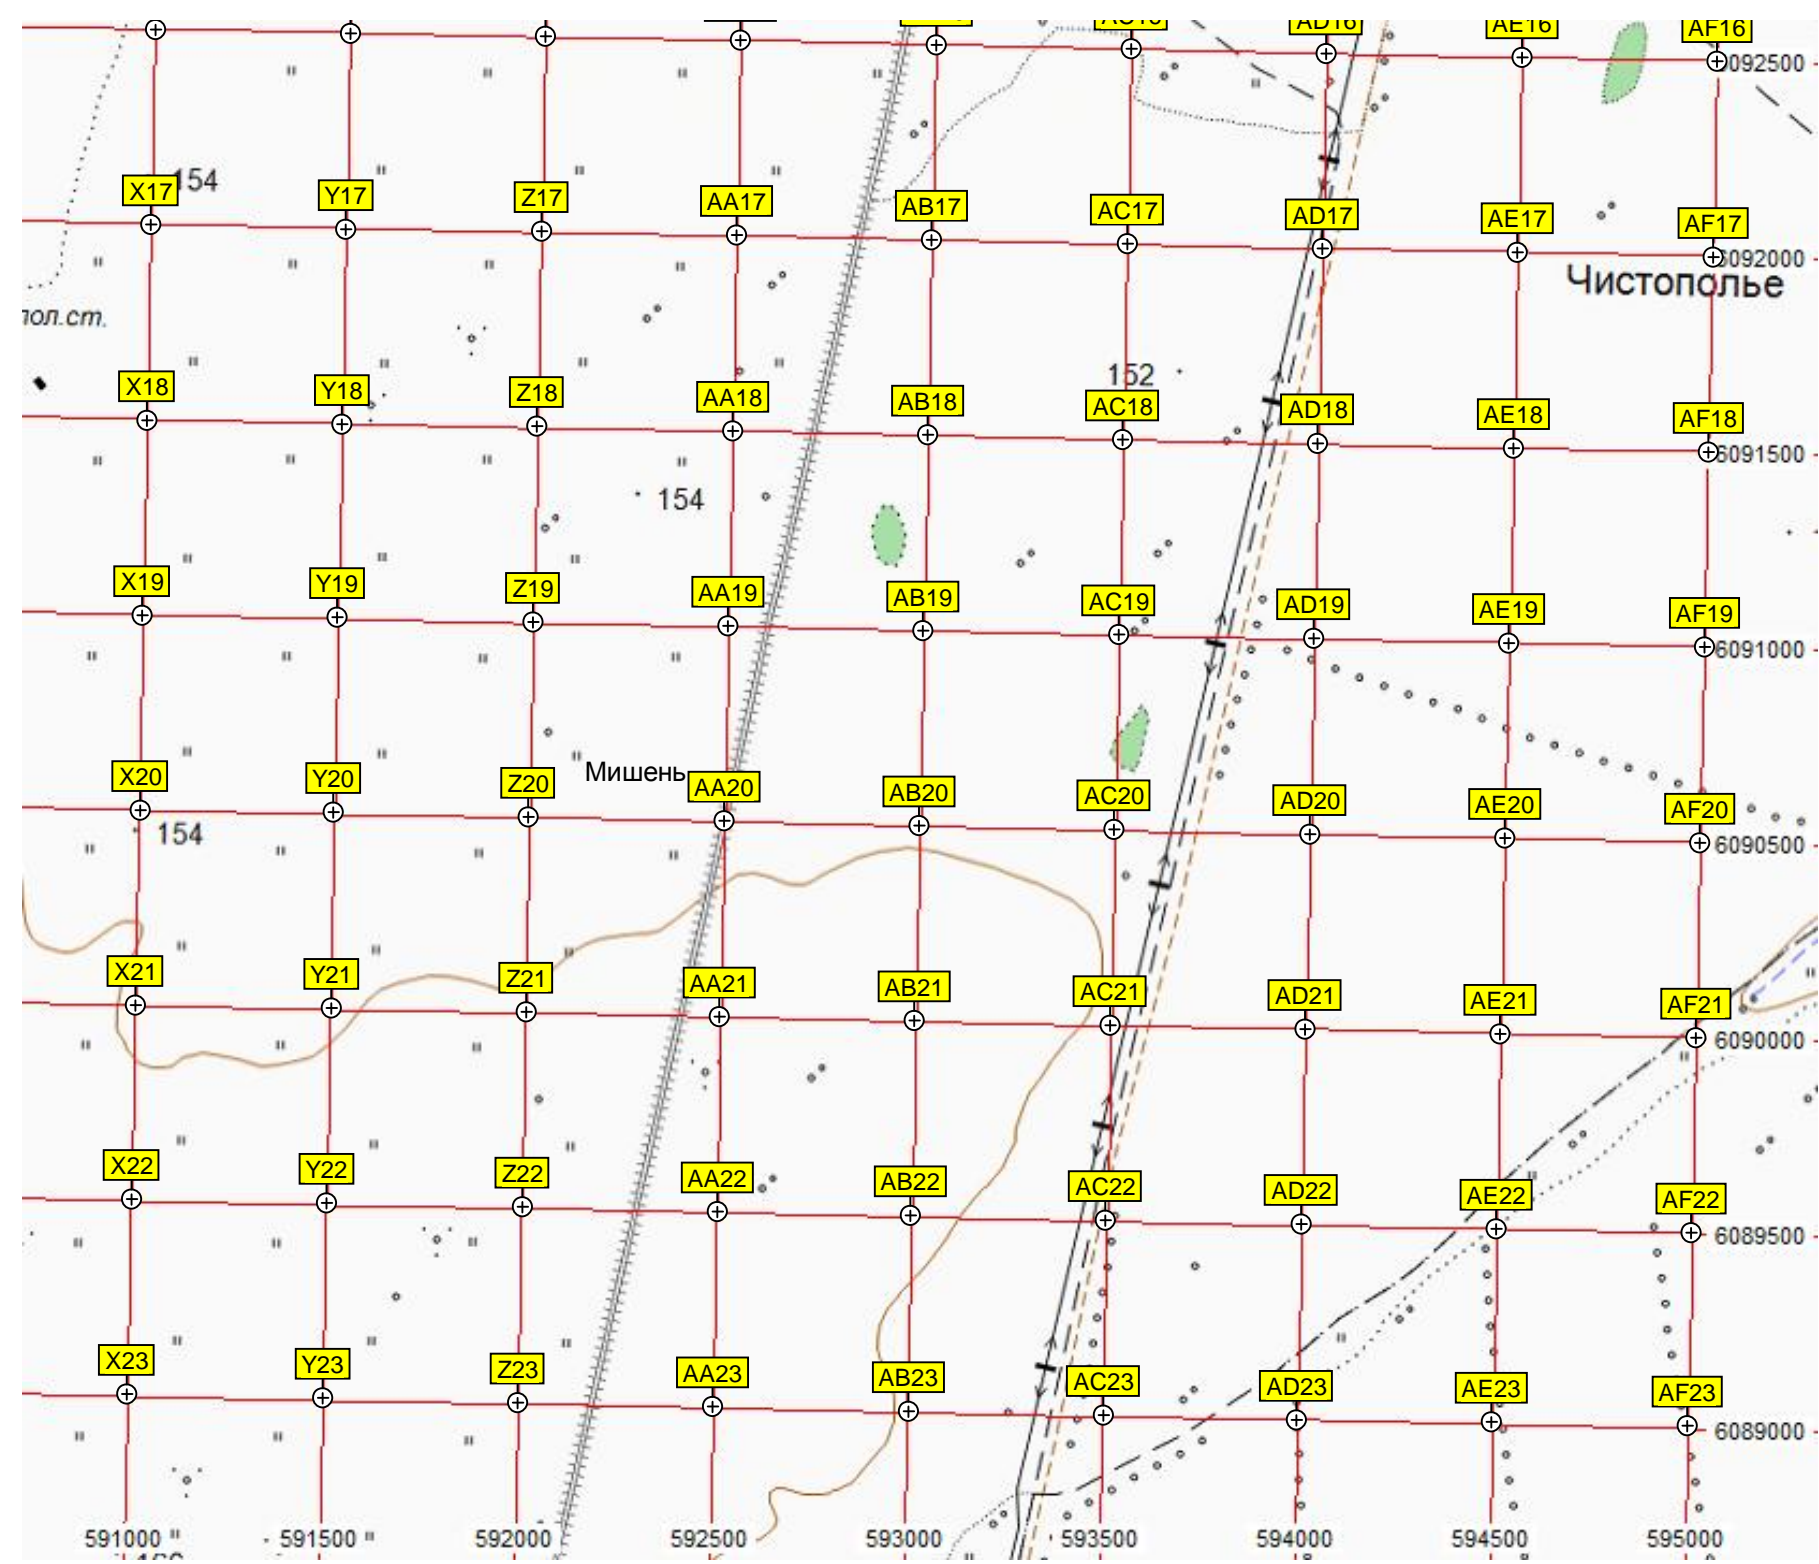 AD16 AE16 AF16
6092500
154
X17 Y17 Z17 AA17 AB17 AC17 AD17 AE17 AF17
6092000
Чистополье
пол.ст.
152
X18 Y18 Z18 AA18 AB18 AC18 AD18 AE18 AF18
6091500
154
X19 Y19 Z19 AA19 AB19 AC19 AD19 AE19 AF19
6091000
Мишень
X20 Y20 Z20 AA20 AB20 AC20 AD20 AE20 AF20
154
6090500
X21 Y21 Z21 AA21 AB21 AC21 AD21 AE21 AF21
6090000
X22 Y22 Z22 AA22 AB22 AC22 AD22 AE22 AF22
6089500
X23 Y23 Z23 AA23 AB23 AC23 AD23 AE23 AF23
6089000
591000 591500 592000 592500 593000 593500 594000 594500 595000